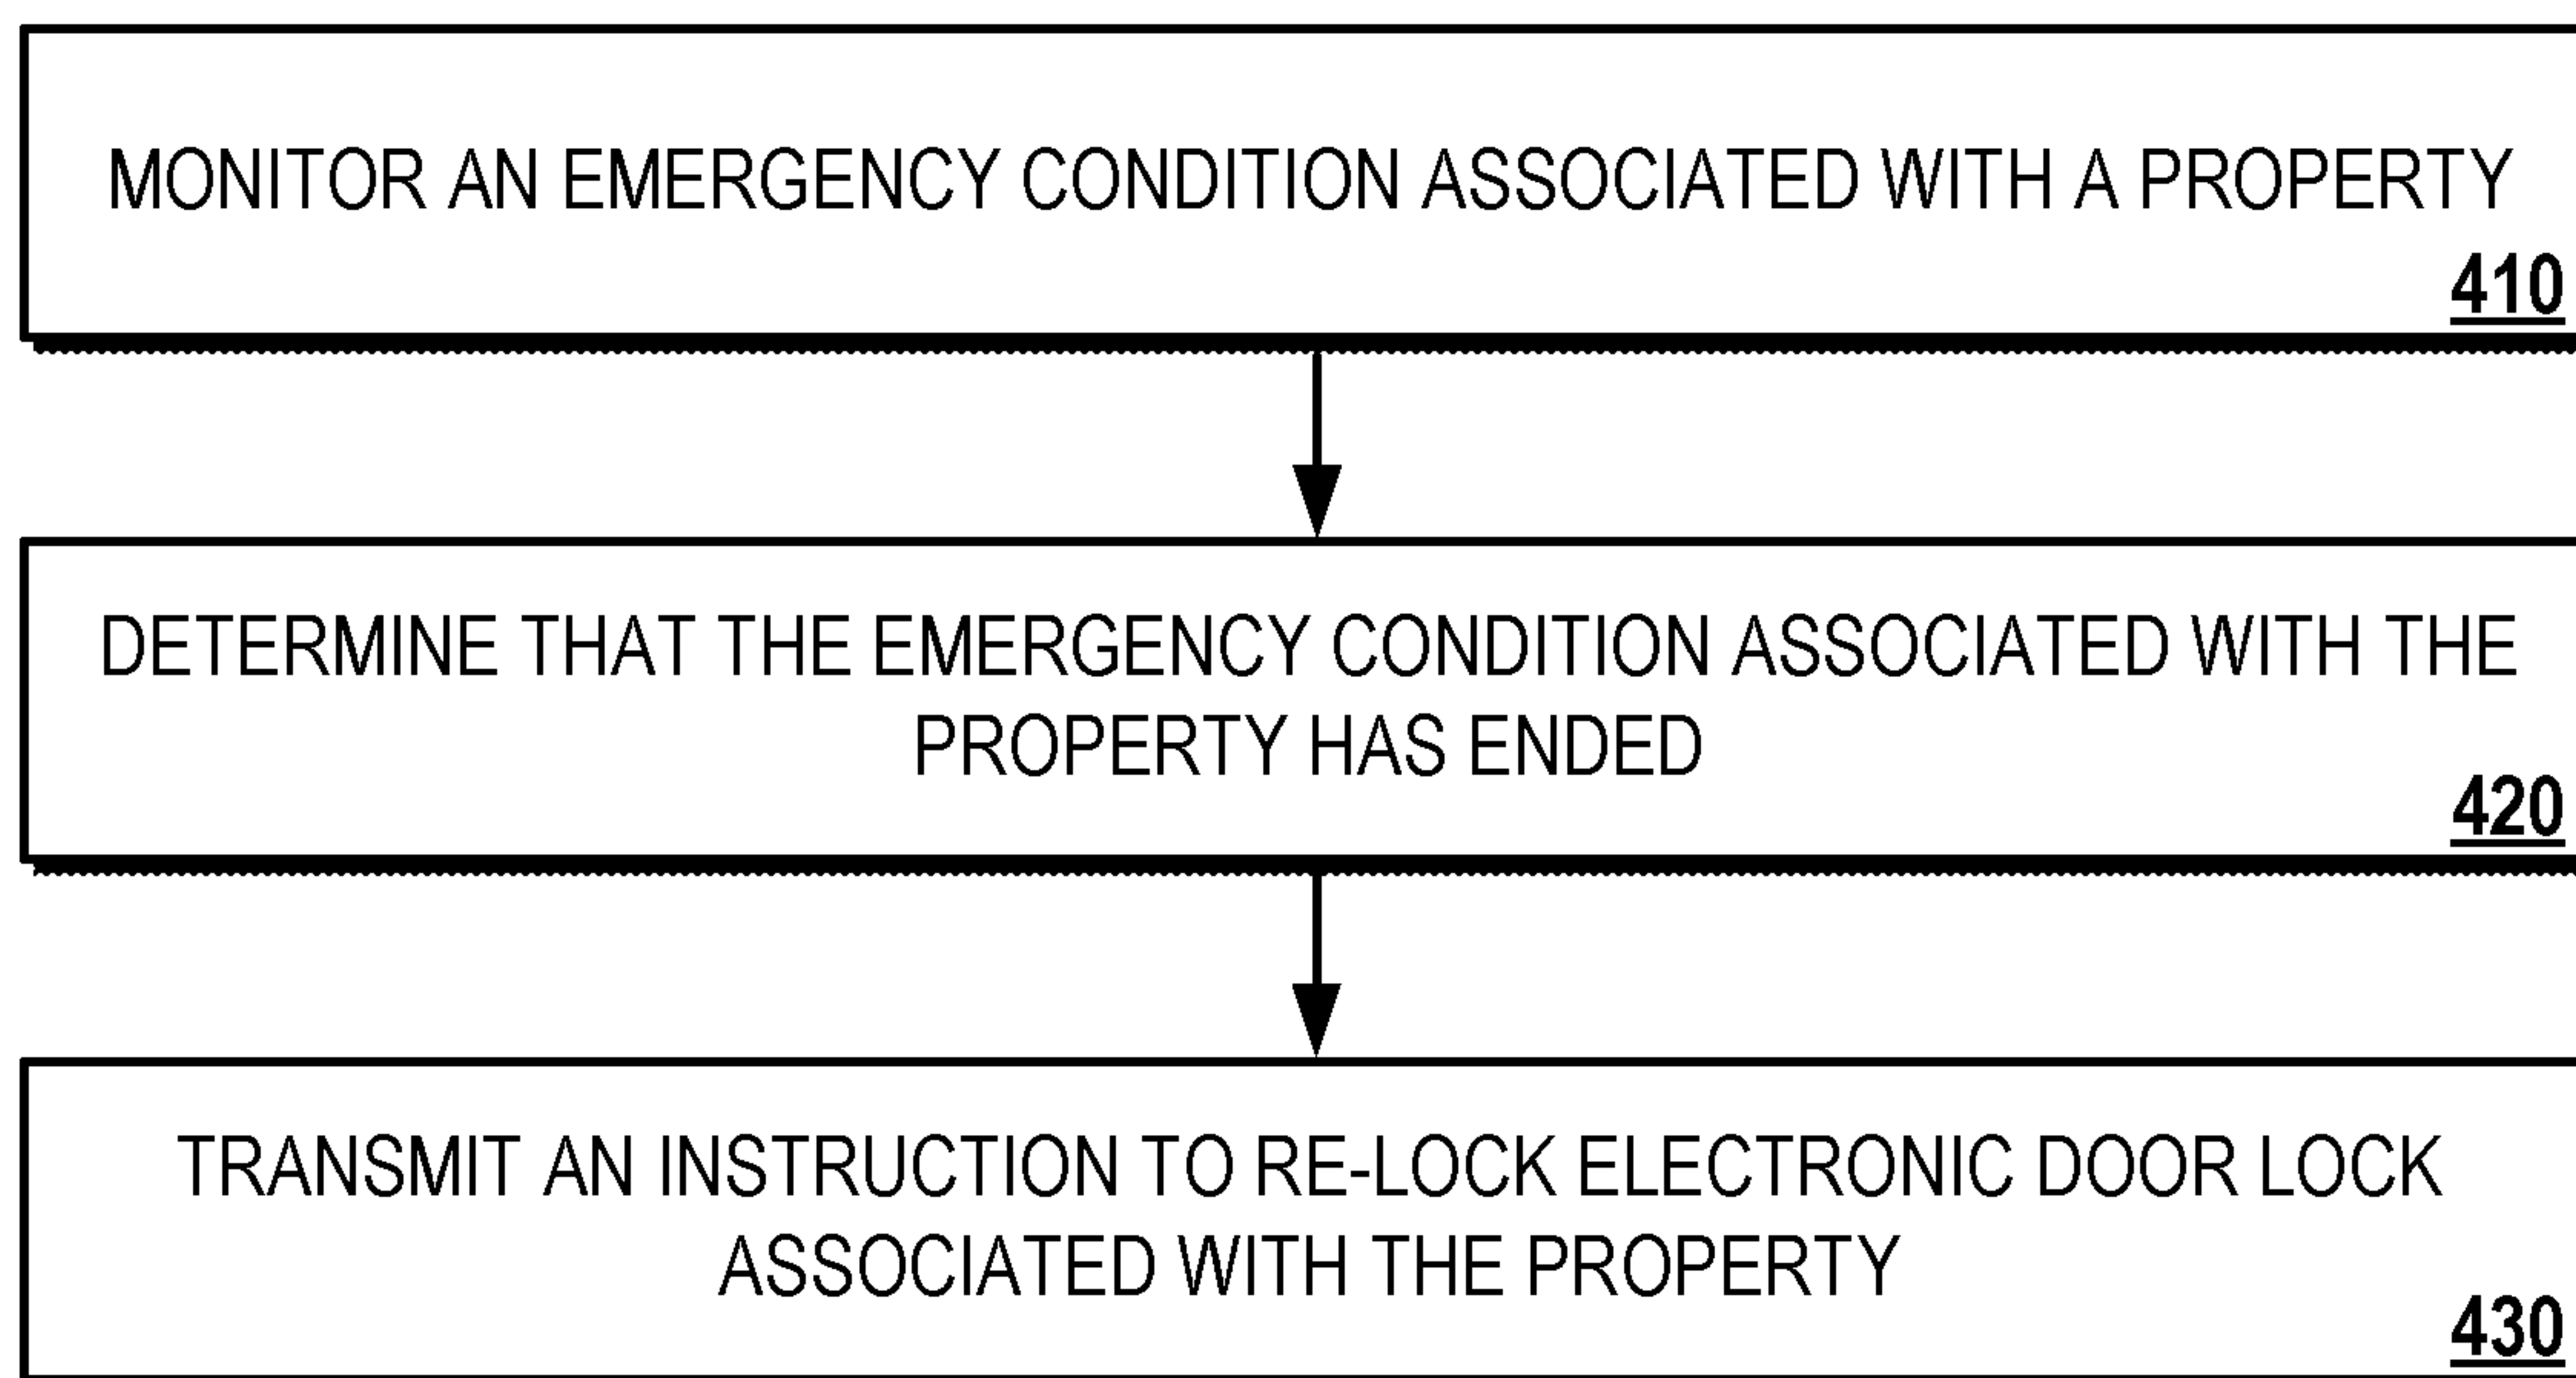 MONITOR AN EMERGENCY CONDITION ASSOCIATED WITH A PROPERTY
410
DETERMINE THAT THE EMERGENCY CONDITION ASSOCIATED WITH THE
PROPERTY HAS ENDED
420
TRANSMIT AN INSTRUCTION TO RE-LOCK ELECTRONIC DOOR LOCK
ASSOCIATED WITH THE PROPERTY
430